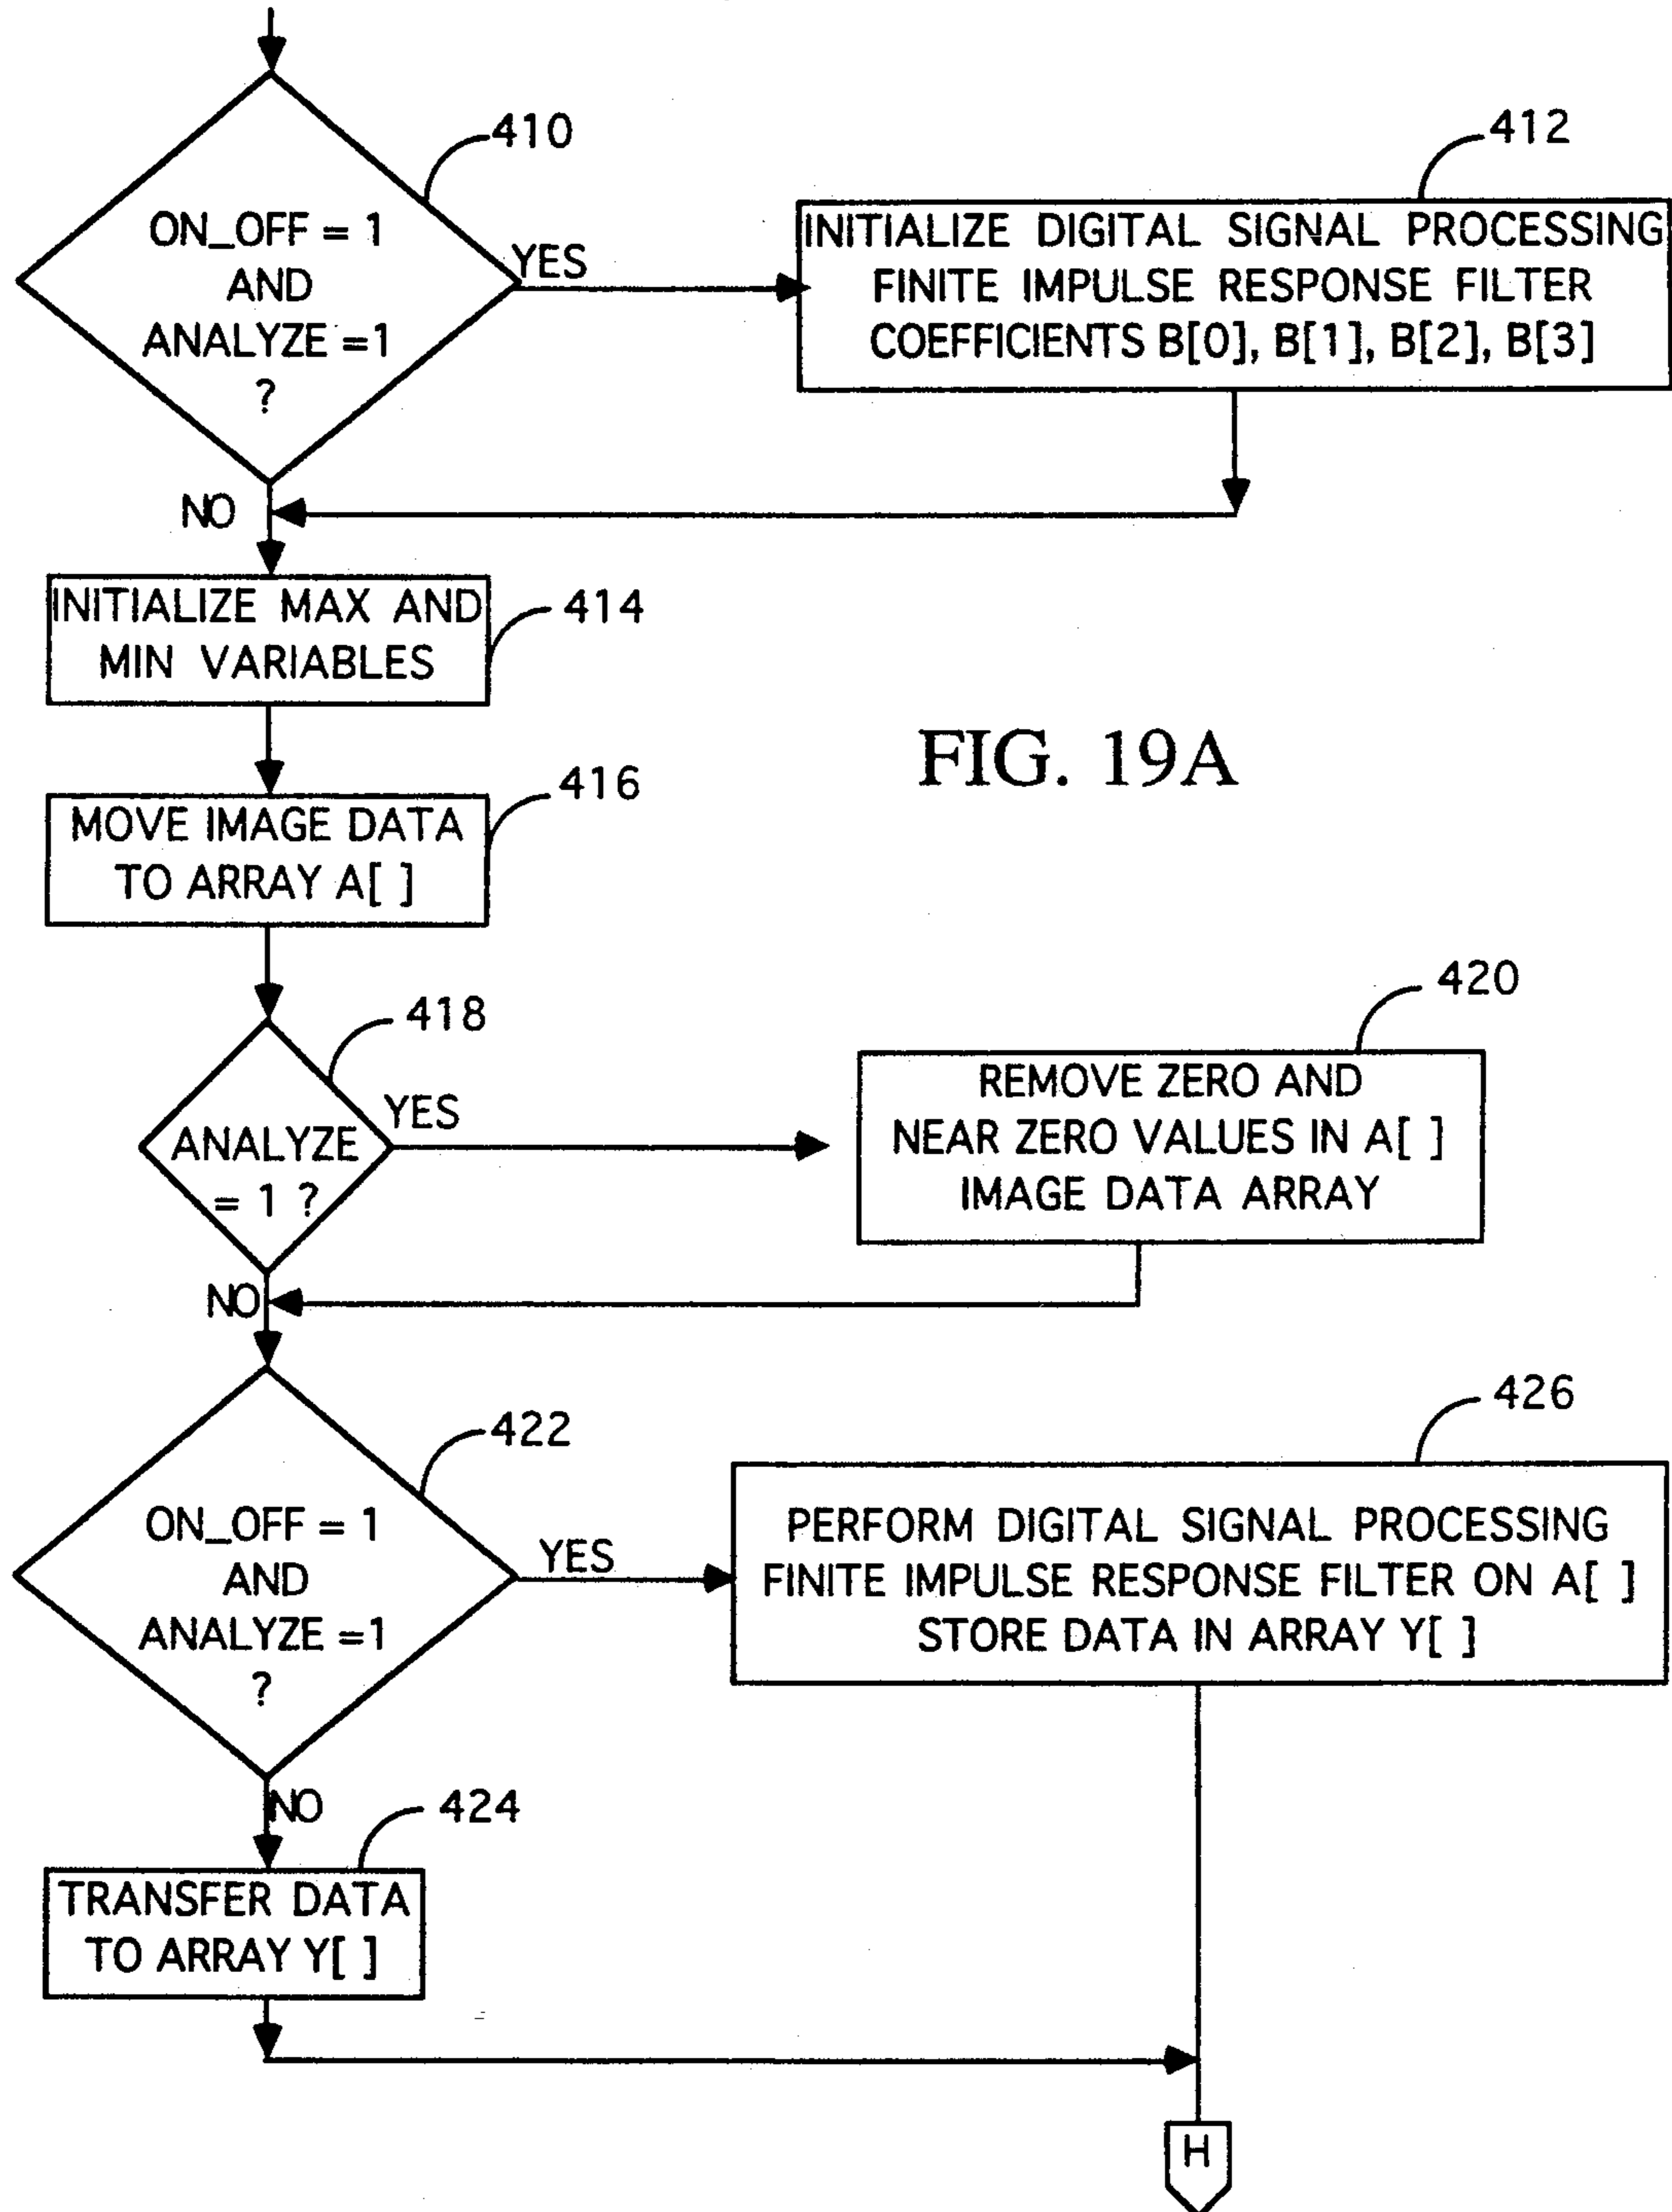 410
ON_OFF = 1
AND
ANALYZE =1
?
YES
412
INITIALIZE DIGITAL SIGNAL PROCESSING
FINITE IMPULSE RESPONSE FILTER
COEFFICIENTS B[0], B[1], B[2], B[3]
NO
INITIALIZE MAX AND
MIN VARIABLES
414
FIG. 19A
MOVE IMAGE DATA
TO ARRAY A[ ]
416
418
ANALYZE
= 1 ?
YES
420
REMOVE ZERO AND
NEAR ZERO VALUES IN A[ ]
IMAGE DATA ARRAY
NO
422
ON_OFF = 1
AND
ANALYZE =1
?
YES
426
PERFORM DIGITAL SIGNAL PROCESSING
FINITE IMPULSE RESPONSE FILTER ON A[ ]
STORE DATA IN ARRAY Y[ ]
NO
424
TRANSFER DATA
TO ARRAY Y[ ]
H